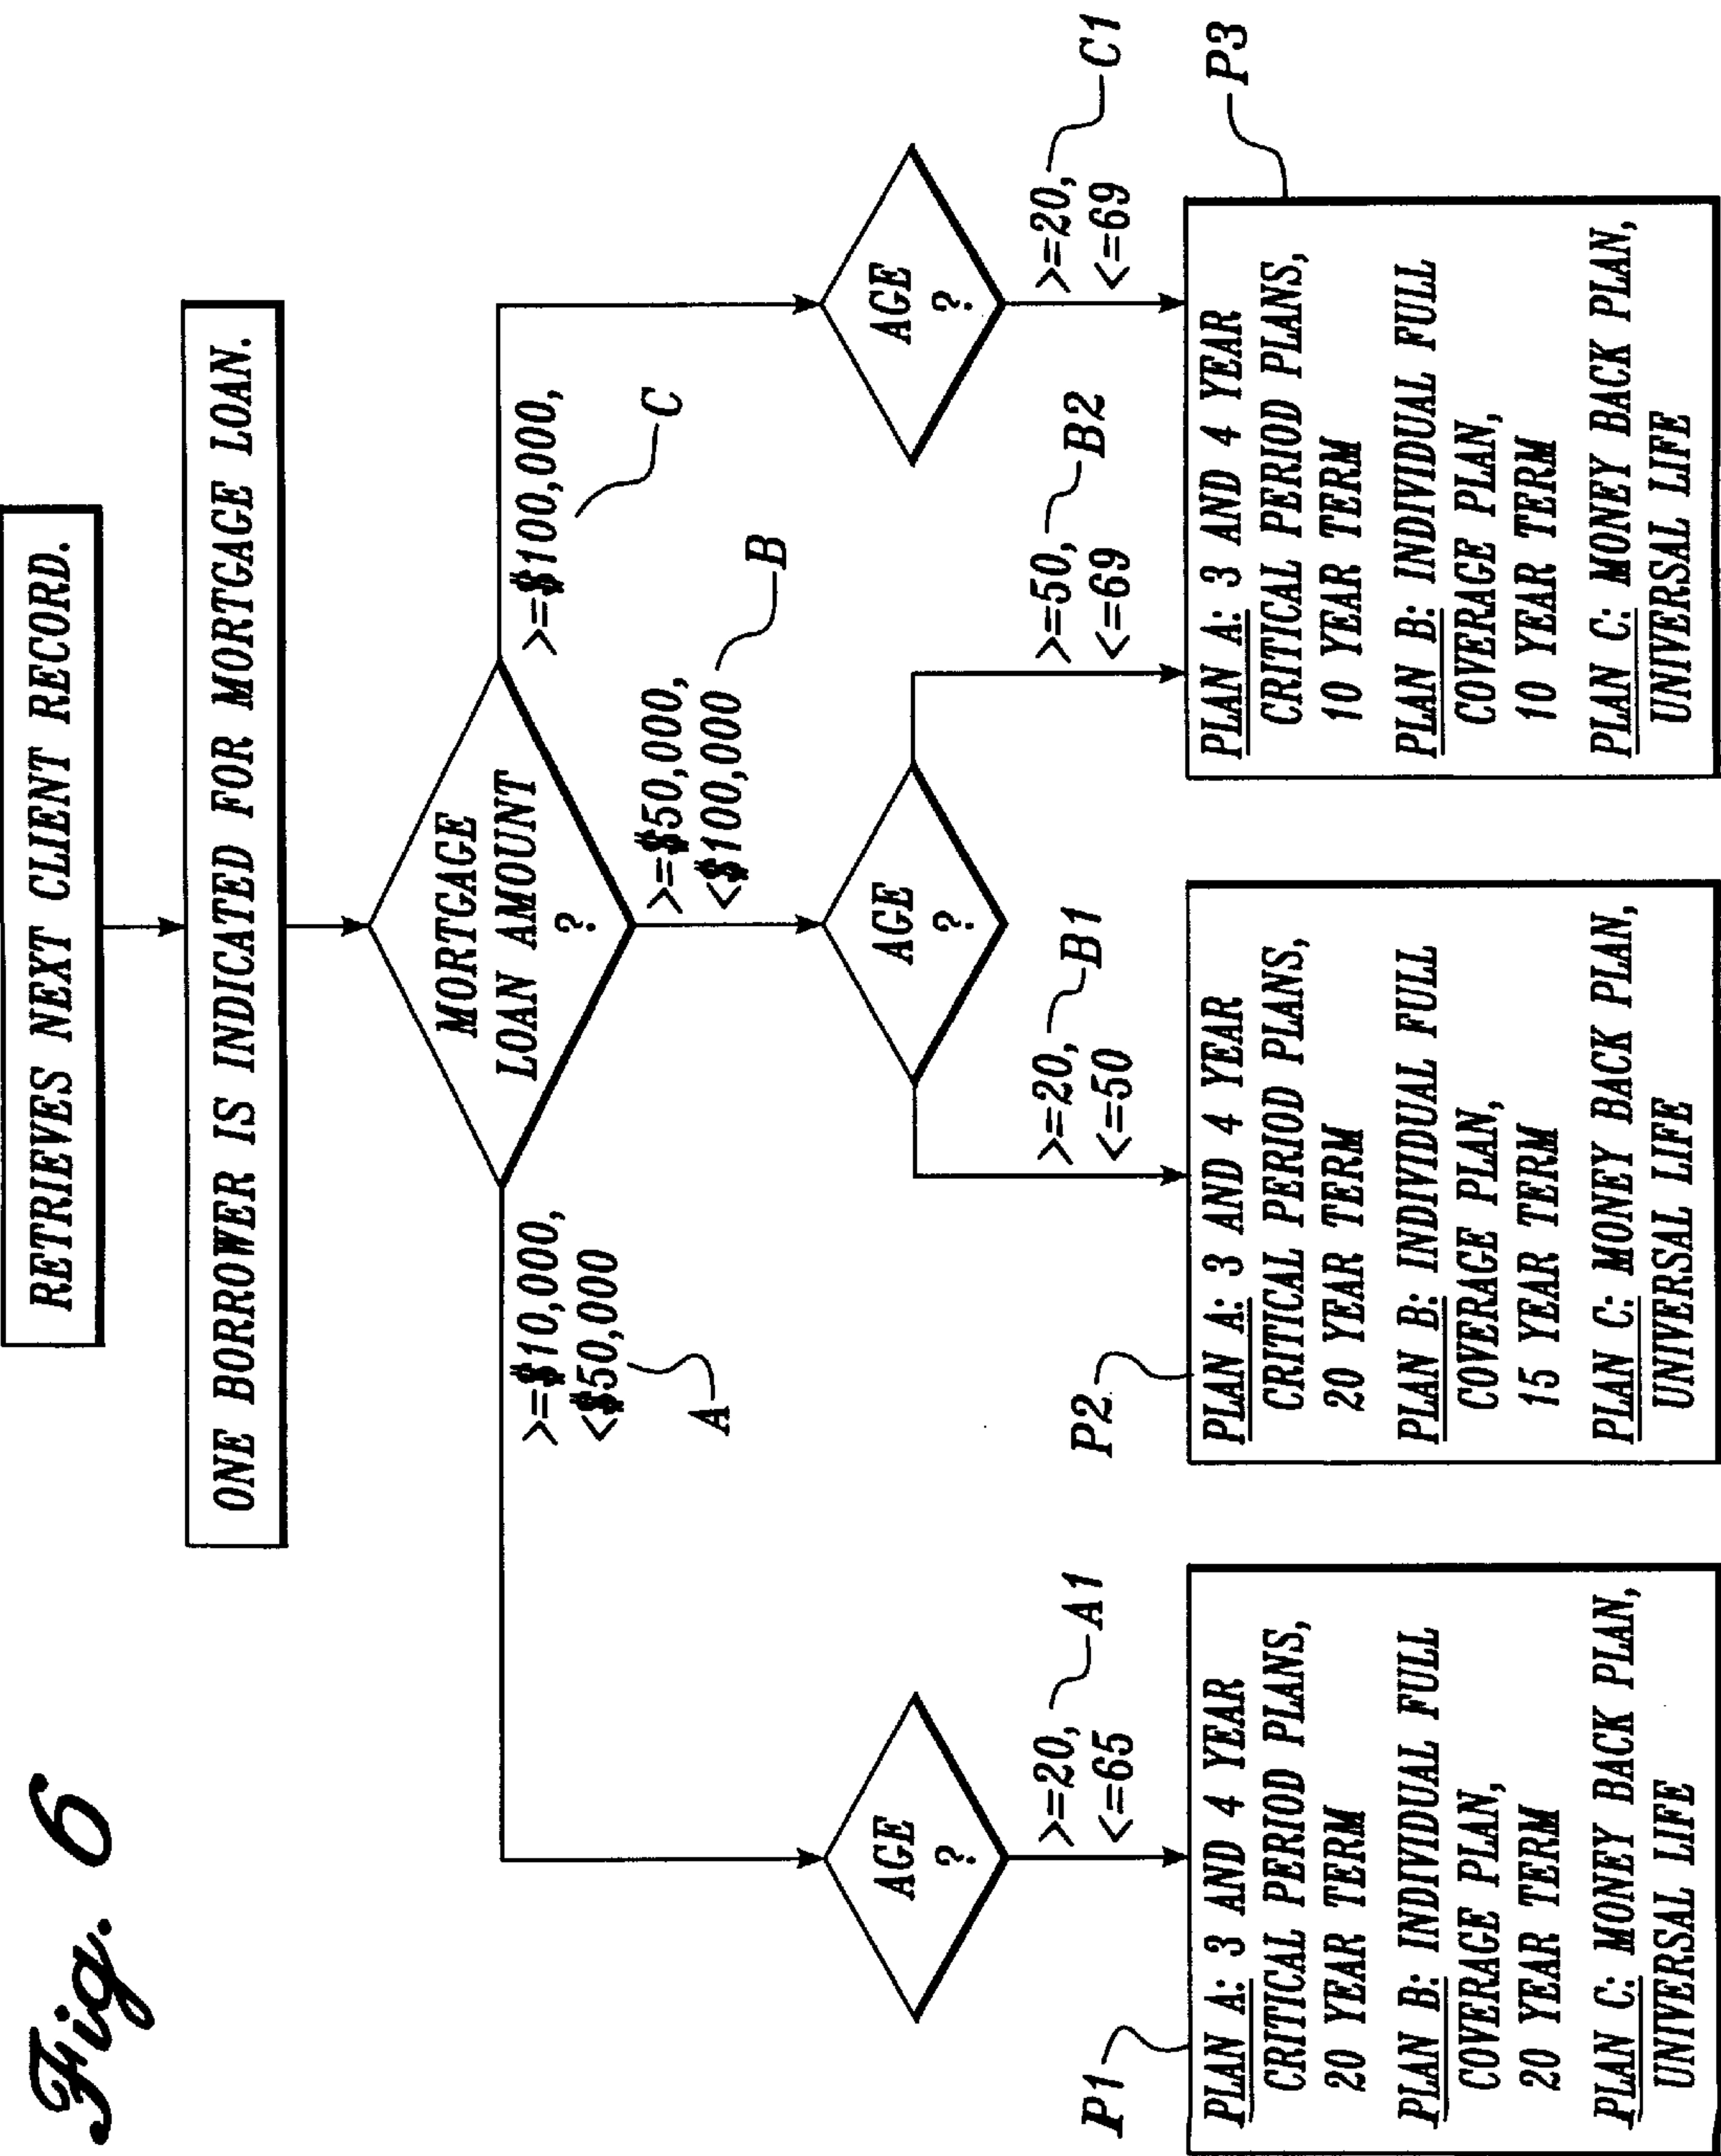 Fig. 6
RETRIEVES NEXT CLIENT RECORD.
ONE BORROWER IS INDICATED FOR MORTGAGE LOAN.
MORTGAGE
LOAN AMOUNT
?
>=$10,000,
<$50,000
A
>=$50,000,
<$100,000
B
>=$100,000,
C
AGE
?
AGE
?
AGE
?
>=20,
<=65
A1
>=20,
<=50
B1
>=50,
<=69
B2
>=20,
<=69
C1
P1
PLAN A: 3 AND 4 YEAR
CRITICAL PERIOD PLANS,
20 YEAR TERM
PLAN B: INDIVIDUAL FULL
COVERAGE PLAN,
20 YEAR TERM
PLAN C: MONEY BACK PLAN,
UNIVERSAL LIFE
P2
PLAN A: 3 AND 4 YEAR
CRITICAL PERIOD PLANS,
20 YEAR TERM
PLAN B: INDIVIDUAL FULL
COVERAGE PLAN,
15 YEAR TERM
PLAN C: MONEY BACK PLAN,
UNIVERSAL LIFE
P3
PLAN A: 3 AND 4 YEAR
CRITICAL PERIOD PLANS,
10 YEAR TERM
PLAN B: INDIVIDUAL FULL
COVERAGE PLAN,
10 YEAR TERM
PLAN C: MONEY BACK PLAN,
UNIVERSAL LIFE